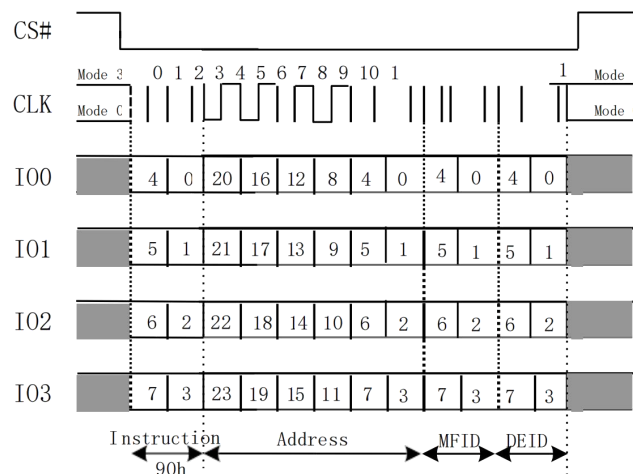 CS#
Mode 3 0 1 2 3 4 5 6 7 8 9 10 1 1 Mode
CLK
Mode 0 Mode
IO0 4 0 20 16 12 8 4 0 4 0 4 0
IO1 5 1 21 17 13 9 5 1 5 1 5 1
IO2 6 2 22 18 14 10 6 2 6 2 6 2
IO3 7 3 23 19 15 11 7 3 7 3 7 3
Instruction Address MFID DEID
90h